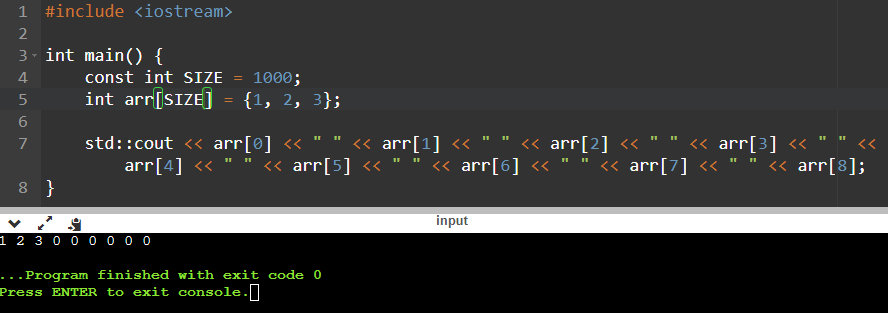 1 #include <iostream>
2
3 int main() {
4     const int SIZE = 1000;
5     int arr[SIZE] = {1, 2, 3};
6
7     std::cout << arr[0] << " " << arr[1] << " " << arr[2] << " " << arr[3] << " " <<
        arr[4] << " " << arr[5] << " " << arr[6] << " " << arr[7] << " " << arr[8];
8 }
input
1 2 3 0 0 0 0 0 0
...Program finished with exit code 0
Press ENTER to exit console.